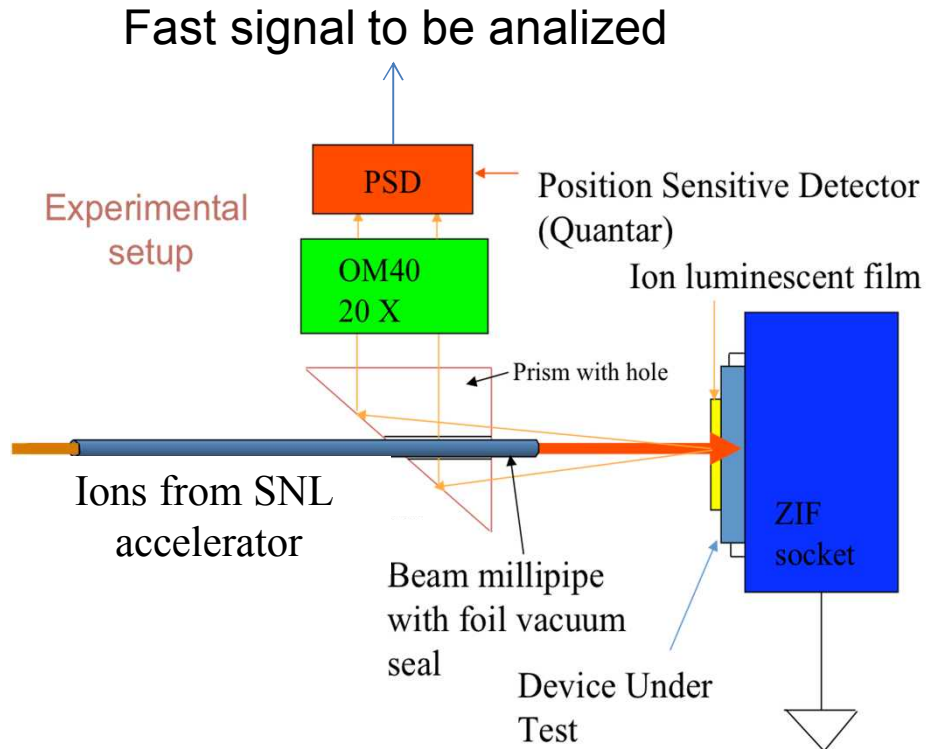 Fast signal to be analized
PSD
Experimental
setup
Position Sensitive Detector
(Quantar)
OM40
20 X
Ion luminescent film
Prism with hole
Ions from SNL
accelerator
ZIF
socket
Beam millipipe
with foil vacuum
seal
Device Under
Test